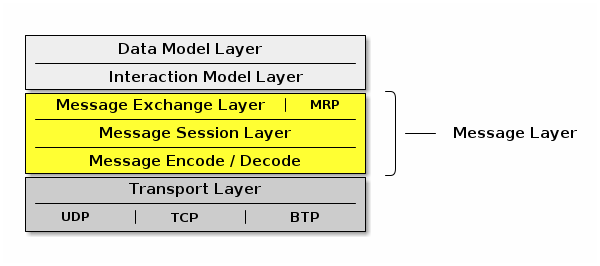 Data Model Layer
Interaction Model Layer
Message Exchange Layer | MRP
Message Session Layer
Message Layer
Message Encode / Decode
Transport Layer
UDP | TCP | BTP